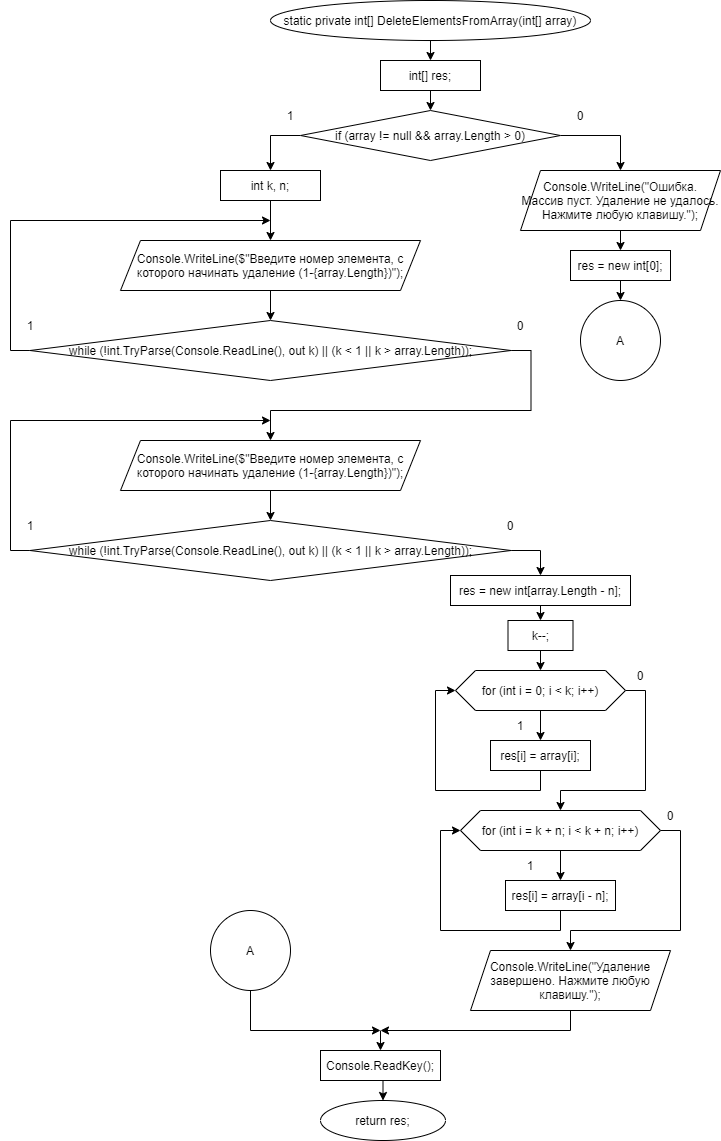 static private int[] DeleteElementsFromArray(int[] array)
int[] res;
1
0
if (array != null && array.Length > 0)
int k, n;
Console.WriteLine("Ошибка.
Массив пуст. Удаление не удалось.
Нажмите любую клавишу.");
res = new int[0];
A
Console.WriteLine($"Введите номер элемента, с
которого начинать удаление (1-{array.Length})");
1
0
while (!int.TryParse(Console.ReadLine(), out k) || (k < 1 || k > array.Length));
Console.WriteLine($"Введите номер элемента, с
которого начинать удаление (1-{array.Length})");
1
0
while (!int.TryParse(Console.ReadLine(), out k) || (k < 1 || k > array.Length));
res = new int[array.Length - n];
k--;
0
for (int i = 0; i < k; i++)
1
res[i] = array[i];
0
for (int i = k + n; i < k + n; i++)
1
res[i] = array[i - n];
A
Console.WriteLine("Удаление
завершено. Нажмите любую
клавишу.");
Console.ReadKey();
return res;